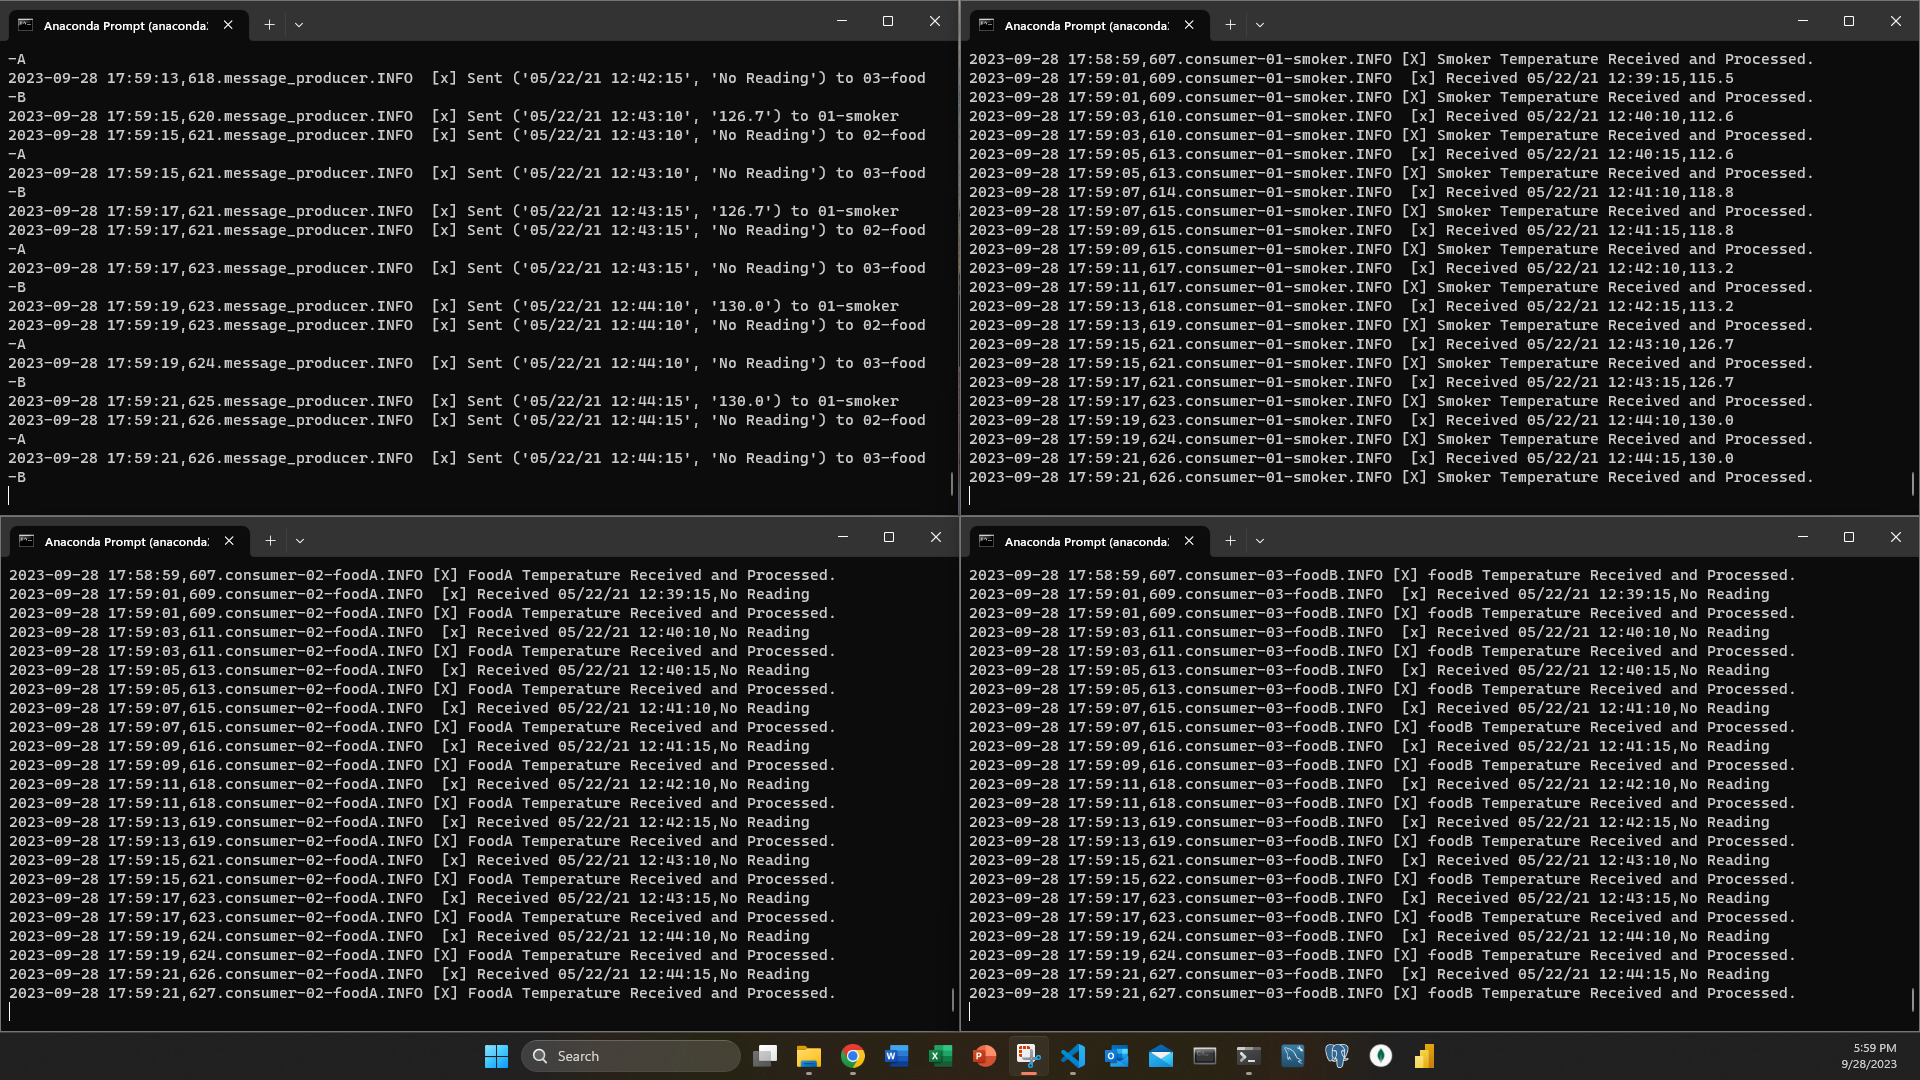 Anaconda Prompt (anaconda:
-A
2023-09-28 17:59:13,618.message_producer.INFO  [x] Sent ('05/22/21 12:42:15', 'No Reading') to 03-food
-B
2023-09-28 17:59:15,620.message_producer.INFO  [x] Sent ('05/22/21 12:43:10', '126.7') to 01-smoker
2023-09-28 17:59:15,621.message_producer.INFO  [x] Sent ('05/22/21 12:43:10', 'No Reading') to 02-food
-A
2023-09-28 17:59:15,621.message_producer.INFO  [x] Sent ('05/22/21 12:43:10', 'No Reading') to 03-food
-B
2023-09-28 17:59:17,621.message_producer.INFO  [x] Sent ('05/22/21 12:43:15', '126.7') to 01-smoker
2023-09-28 17:59:17,621.message_producer.INFO  [x] Sent ('05/22/21 12:43:15', 'No Reading') to 02-food
-A
2023-09-28 17:59:17,623.message_producer.INFO  [x] Sent ('05/22/21 12:43:15', 'No Reading') to 03-food
-B
2023-09-28 17:59:19,623.message_producer.INFO  [x] Sent ('05/22/21 12:44:10', '130.0') to 01-smoker
2023-09-28 17:59:19,623.message_producer.INFO  [x] Sent ('05/22/21 12:44:10', 'No Reading') to 02-food
-A
2023-09-28 17:59:19,624.message_producer.INFO  [x] Sent ('05/22/21 12:44:10', 'No Reading') to 03-food
-B
2023-09-28 17:59:21,625.message_producer.INFO  [x] Sent ('05/22/21 12:44:15', '130.0') to 01-smoker
2023-09-28 17:59:21,626.message_producer.INFO  [x] Sent ('05/22/21 12:44:15', 'No Reading') to 02-food
-A
2023-09-28 17:59:21,626.message_producer.INFO  [x] Sent ('05/22/21 12:44:15', 'No Reading') to 03-food
-B
Anaconda Prompt (anaconda:
2023-09-28 17:58:59,607.consumer-01-smoker.INFO [X] Smoker Temperature Received and Processed.
2023-09-28 17:59:01,609.consumer-01-smoker.INFO  [x] Received 05/22/21 12:39:15,115.5
2023-09-28 17:59:01,609.consumer-01-smoker.INFO [X] Smoker Temperature Received and Processed.
2023-09-28 17:59:03,610.consumer-01-smoker.INFO  [x] Received 05/22/21 12:40:10,112.6
2023-09-28 17:59:03,610.consumer-01-smoker.INFO [X] Smoker Temperature Received and Processed.
2023-09-28 17:59:05,613.consumer-01-smoker.INFO  [x] Received 05/22/21 12:40:15,112.6
2023-09-28 17:59:05,613.consumer-01-smoker.INFO [X] Smoker Temperature Received and Processed.
2023-09-28 17:59:07,614.consumer-01-smoker.INFO  [x] Received 05/22/21 12:41:10,118.8
2023-09-28 17:59:07,615.consumer-01-smoker.INFO [X] Smoker Temperature Received and Processed.
2023-09-28 17:59:09,615.consumer-01-smoker.INFO  [x] Received 05/22/21 12:41:15,118.8
2023-09-28 17:59:09,615.consumer-01-smoker.INFO [X] Smoker Temperature Received and Processed.
2023-09-28 17:59:11,617.consumer-01-smoker.INFO  [x] Received 05/22/21 12:42:10,113.2
2023-09-28 17:59:11,617.consumer-01-smoker.INFO [X] Smoker Temperature Received and Processed.
2023-09-28 17:59:13,618.consumer-01-smoker.INFO  [x] Received 05/22/21 12:42:15,113.2
2023-09-28 17:59:13,619.consumer-01-smoker.INFO [X] Smoker Temperature Received and Processed.
2023-09-28 17:59:15,621.consumer-01-smoker.INFO  [x] Received 05/22/21 12:43:10,126.7
2023-09-28 17:59:15,621.consumer-01-smoker.INFO [X] Smoker Temperature Received and Processed.
2023-09-28 17:59:17,621.consumer-01-smoker.INFO  [x] Received 05/22/21 12:43:15,126.7
2023-09-28 17:59:17,623.consumer-01-smoker.INFO [X] Smoker Temperature Received and Processed.
2023-09-28 17:59:19,623.consumer-01-smoker.INFO  [x] Received 05/22/21 12:44:10,130.0
2023-09-28 17:59:19,624.consumer-01-smoker.INFO [X] Smoker Temperature Received and Processed.
2023-09-28 17:59:21,626.consumer-01-smoker.INFO  [x] Received 05/22/21 12:44:15,130.0
2023-09-28 17:59:21,626.consumer-01-smoker.INFO [X] Smoker Temperature Received and Processed.
Anaconda Prompt (anaconda:
2023-09-28 17:58:59,607.consumer-02-foodA.INFO [X] FoodA Temperature Received and Processed.
2023-09-28 17:59:01,609.consumer-02-foodA.INFO  [x] Received 05/22/21 12:39:15,No Reading
2023-09-28 17:59:01,609.consumer-02-foodA.INFO [X] FoodA Temperature Received and Processed.
2023-09-28 17:59:03,611.consumer-02-foodA.INFO  [x] Received 05/22/21 12:40:10,No Reading
2023-09-28 17:59:03,611.consumer-02-foodA.INFO [X] FoodA Temperature Received and Processed.
2023-09-28 17:59:05,613.consumer-02-foodA.INFO  [x] Received 05/22/21 12:40:15,No Reading
2023-09-28 17:59:05,613.consumer-02-foodA.INFO [X] FoodA Temperature Received and Processed.
2023-09-28 17:59:07,615.consumer-02-foodA.INFO  [x] Received 05/22/21 12:41:10,No Reading
2023-09-28 17:59:07,615.consumer-02-foodA.INFO [X] FoodA Temperature Received and Processed.
2023-09-28 17:59:09,616.consumer-02-foodA.INFO  [x] Received 05/22/21 12:41:15,No Reading
2023-09-28 17:59:09,616.consumer-02-foodA.INFO [X] FoodA Temperature Received and Processed.
2023-09-28 17:59:11,618.consumer-02-foodA.INFO  [x] Received 05/22/21 12:42:10,No Reading
2023-09-28 17:59:11,618.consumer-02-foodA.INFO [X] FoodA Temperature Received and Processed.
2023-09-28 17:59:13,619.consumer-02-foodA.INFO  [x] Received 05/22/21 12:42:15,No Reading
2023-09-28 17:59:13,619.consumer-02-foodA.INFO [X] FoodA Temperature Received and Processed.
2023-09-28 17:59:15,621.consumer-02-foodA.INFO  [x] Received 05/22/21 12:43:10,No Reading
2023-09-28 17:59:15,621.consumer-02-foodA.INFO [X] FoodA Temperature Received and Processed.
2023-09-28 17:59:17,623.consumer-02-foodA.INFO  [x] Received 05/22/21 12:43:15,No Reading
2023-09-28 17:59:17,623.consumer-02-foodA.INFO [X] FoodA Temperature Received and Processed.
2023-09-28 17:59:19,624.consumer-02-foodA.INFO  [x] Received 05/22/21 12:44:10,No Reading
2023-09-28 17:59:19,624.consumer-02-foodA.INFO [X] FoodA Temperature Received and Processed.
2023-09-28 17:59:21,626.consumer-02-foodA.INFO  [x] Received 05/22/21 12:44:15,No Reading
2023-09-28 17:59:21,627.consumer-02-foodA.INFO [X] FoodA Temperature Received and Processed.
Anaconda Prompt (anaconda:
2023-09-28 17:58:59,607.consumer-03-foodB.INFO [X] foodB Temperature Received and Processed.
2023-09-28 17:59:01,609.consumer-03-foodB.INFO  [x] Received 05/22/21 12:39:15,No Reading
2023-09-28 17:59:01,609.consumer-03-foodB.INFO [X] foodB Temperature Received and Processed.
2023-09-28 17:59:03,611.consumer-03-foodB.INFO  [x] Received 05/22/21 12:40:10,No Reading
2023-09-28 17:59:03,611.consumer-03-foodB.INFO [X] foodB Temperature Received and Processed.
2023-09-28 17:59:05,613.consumer-03-foodB.INFO  [x] Received 05/22/21 12:40:15,No Reading
2023-09-28 17:59:05,613.consumer-03-foodB.INFO [X] foodB Temperature Received and Processed.
2023-09-28 17:59:07,615.consumer-03-foodB.INFO  [x] Received 05/22/21 12:41:10,No Reading
2023-09-28 17:59:07,615.consumer-03-foodB.INFO [X] foodB Temperature Received and Processed.
2023-09-28 17:59:09,616.consumer-03-foodB.INFO  [x] Received 05/22/21 12:41:15,No Reading
2023-09-28 17:59:09,616.consumer-03-foodB.INFO [X] foodB Temperature Received and Processed.
2023-09-28 17:59:11,618.consumer-03-foodB.INFO  [x] Received 05/22/21 12:42:10,No Reading
2023-09-28 17:59:11,618.consumer-03-foodB.INFO [X] foodB Temperature Received and Processed.
2023-09-28 17:59:13,619.consumer-03-foodB.INFO  [x] Received 05/22/21 12:42:15,No Reading
2023-09-28 17:59:13,619.consumer-03-foodB.INFO [X] foodB Temperature Received and Processed.
2023-09-28 17:59:15,621.consumer-03-foodB.INFO  [x] Received 05/22/21 12:43:10,No Reading
2023-09-28 17:59:15,622.consumer-03-foodB.INFO [X] foodB Temperature Received and Processed.
2023-09-28 17:59:17,623.consumer-03-foodB.INFO  [x] Received 05/22/21 12:43:15,No Reading
2023-09-28 17:59:17,623.consumer-03-foodB.INFO [X] foodB Temperature Received and Processed.
2023-09-28 17:59:19,624.consumer-03-foodB.INFO  [x] Received 05/22/21 12:44:10,No Reading
2023-09-28 17:59:19,624.consumer-03-foodB.INFO [X] foodB Temperature Received and Processed.
2023-09-28 17:59:21,627.consumer-03-foodB.INFO  [x] Received 05/22/21 12:44:15,No Reading
2023-09-28 17:59:21,627.consumer-03-foodB.INFO [X] foodB Temperature Received and Processed.
Search
5:59 PM
9/28/2023